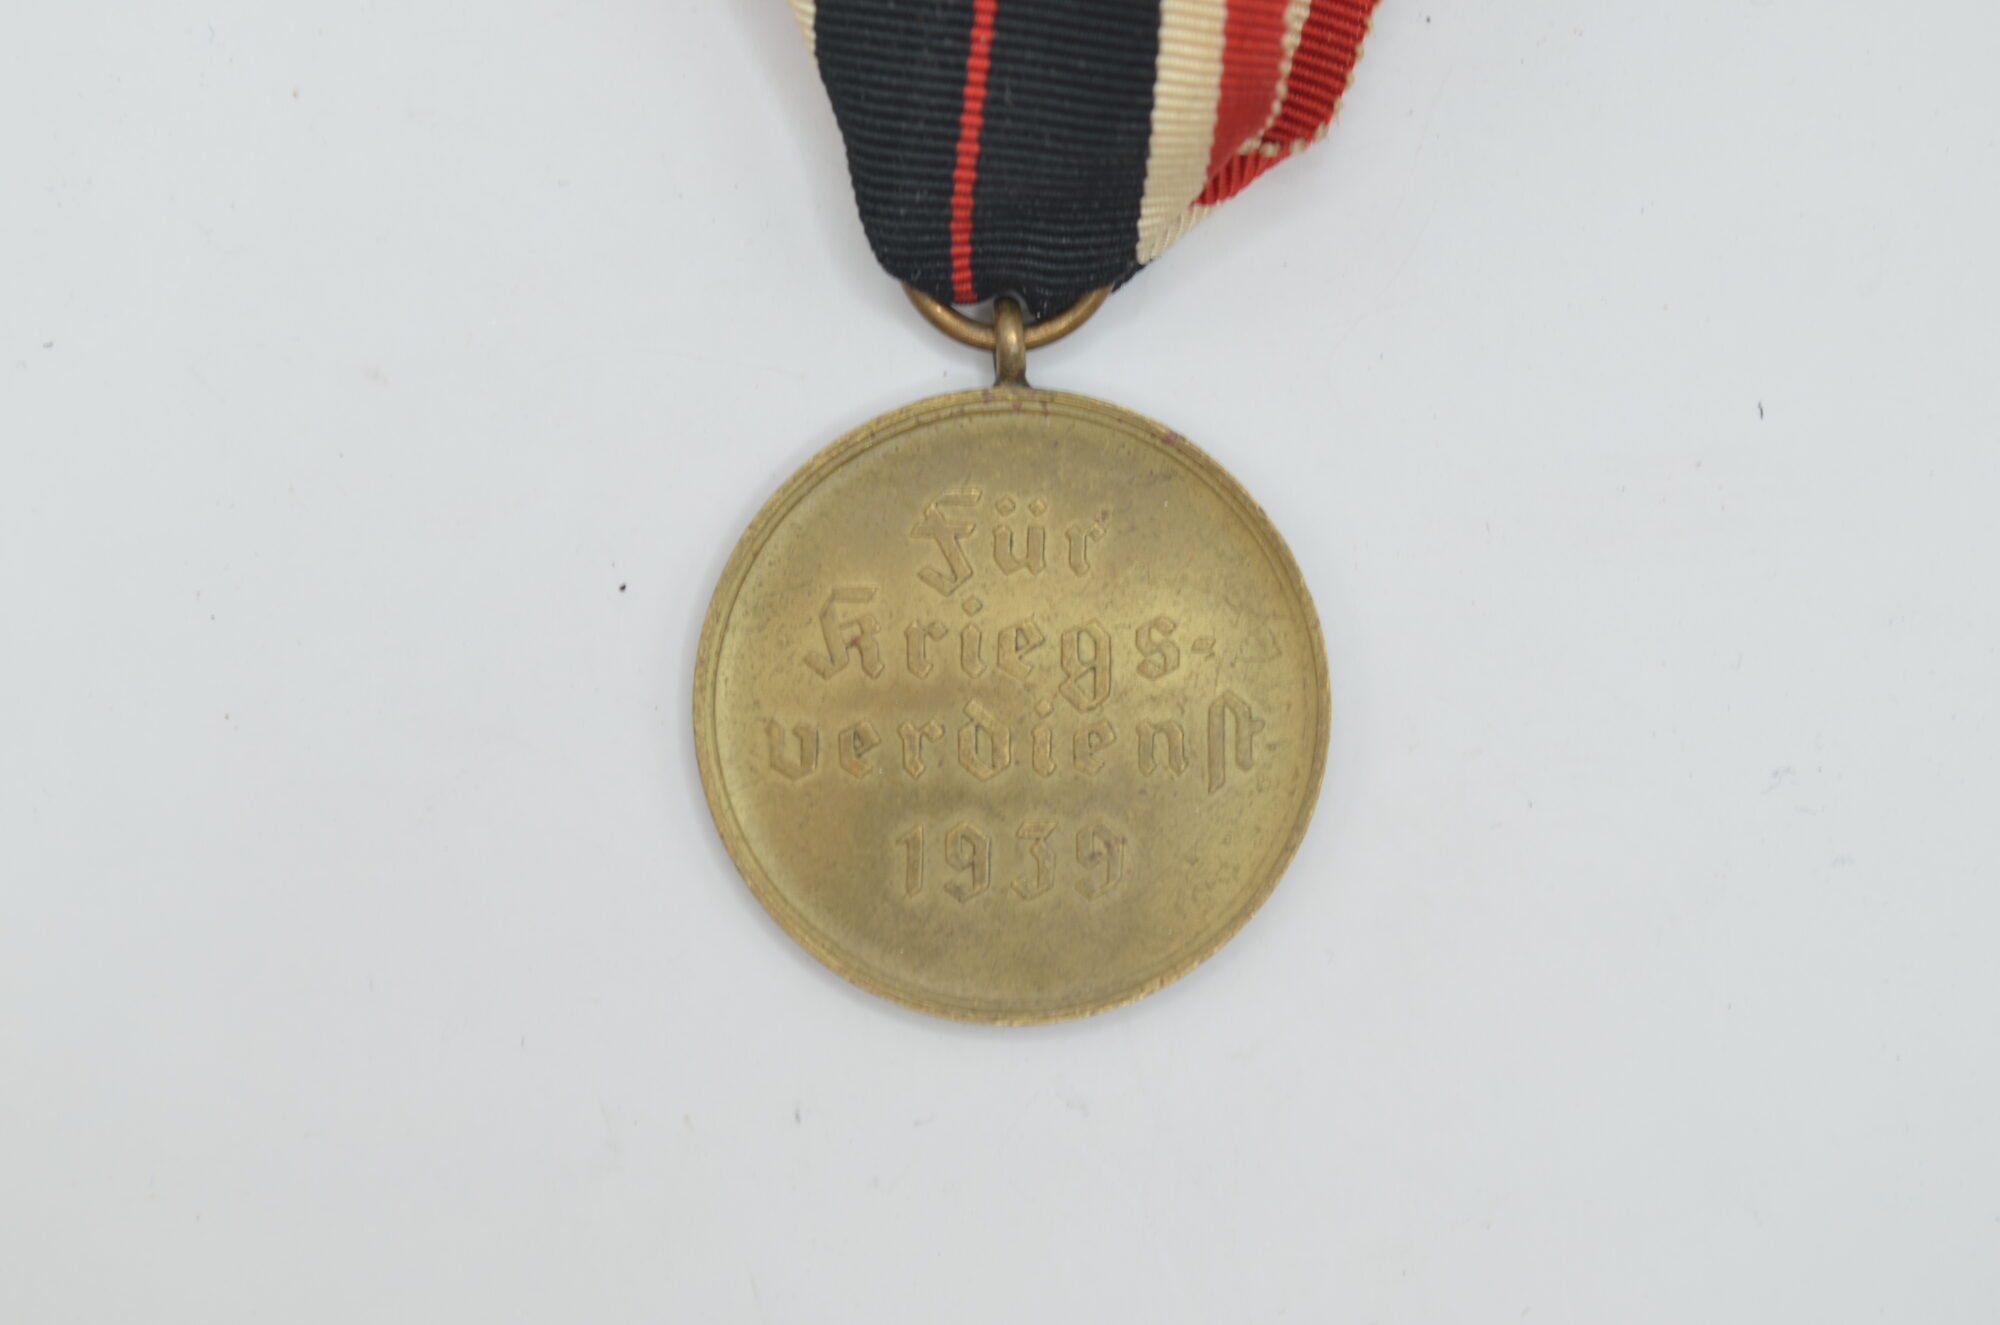 Für
Kriegs-
verdienst
1939